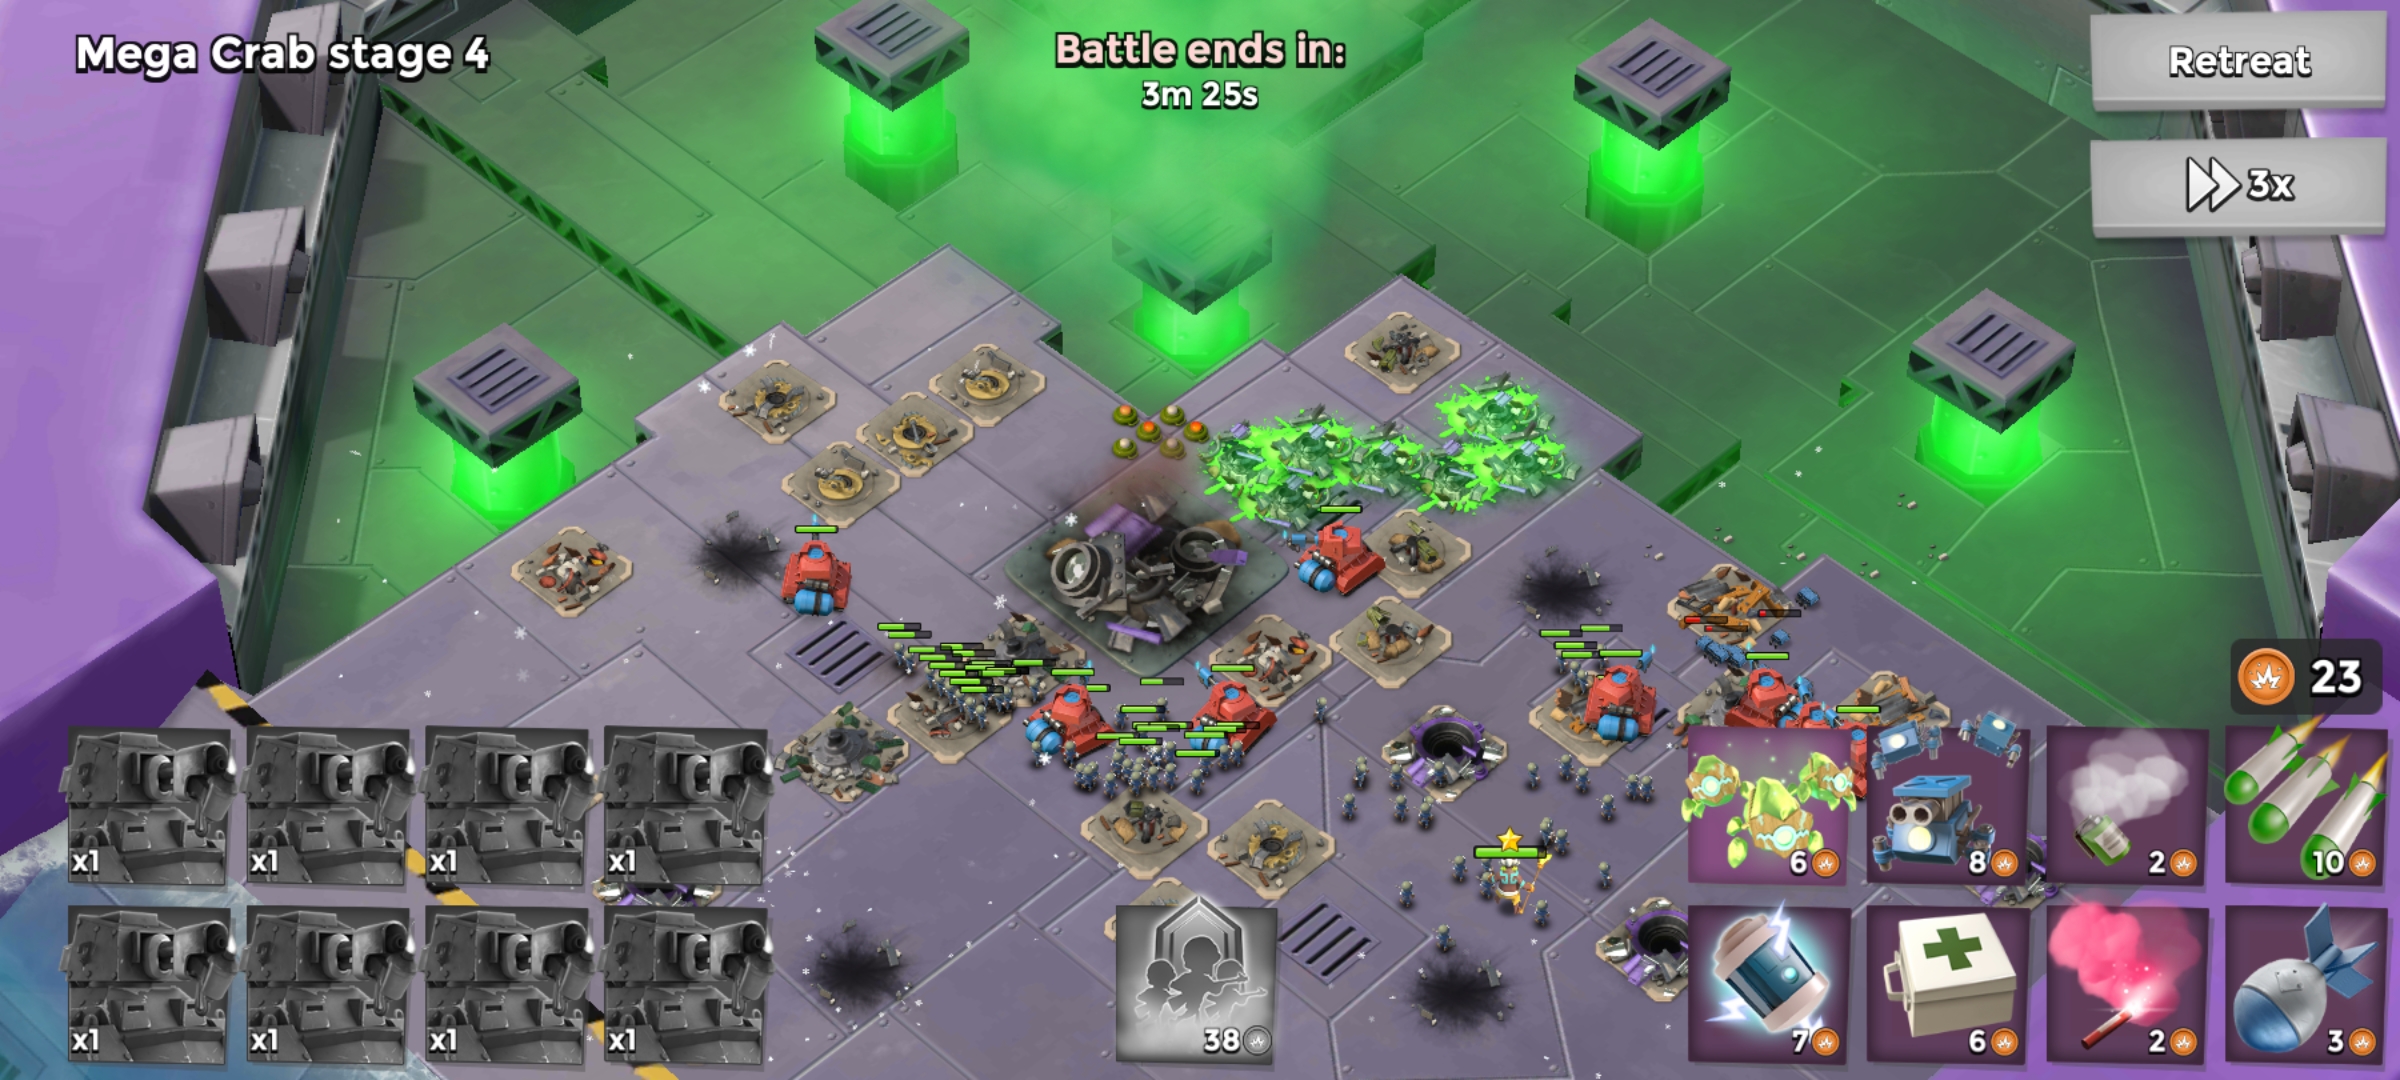 Mega Crab stage 4
Battle ends in:
3m 25s
Retreat
3x
23
x1
x1
x1
x1
6
8
2
10
x1
x1
x1
x1
38
7
6
2
3